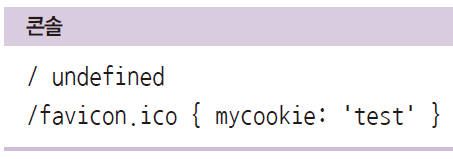 콘솔
/ undefined
/favicon.ico { mycookie: 'test' }